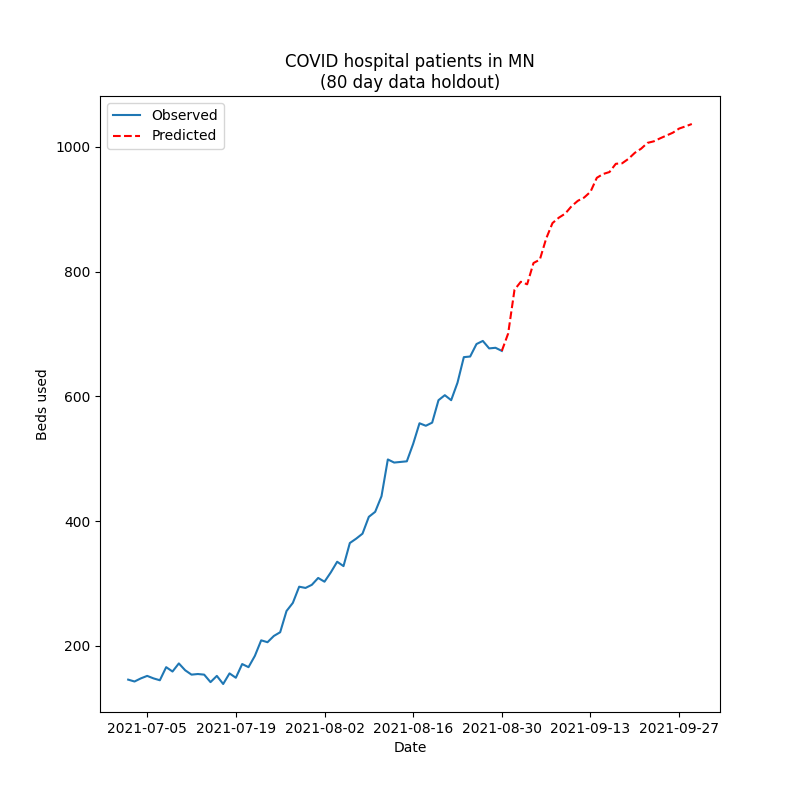 COVID hospital patients in MN
(80 day data holdout)
Observed
Predicted
1000
800
600
400
200
Beds used
2021-07-05 2021-07-19 2021-08-02 2021-08-16 2021-08-30 2021-09-13 2021-09-27
Date